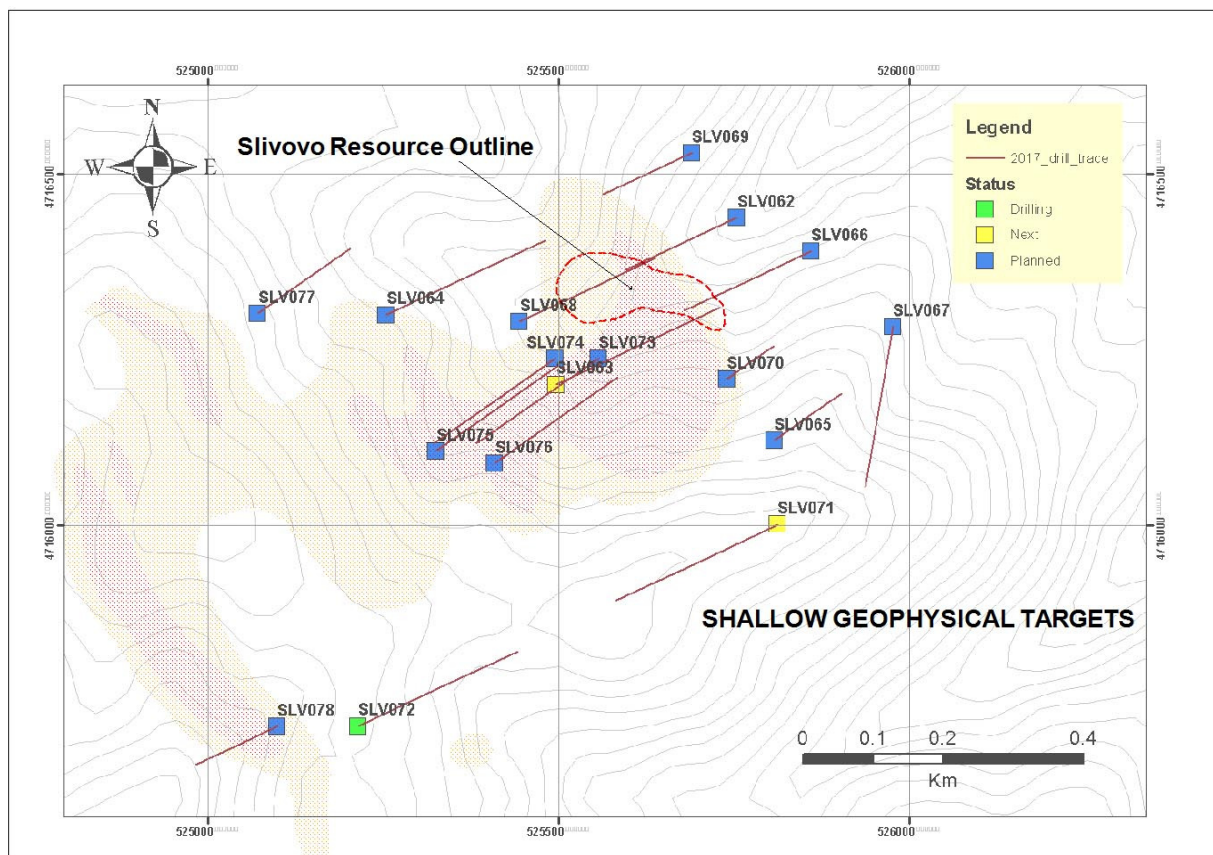 525000
525500
526000
N
W
E
S
Slivovo Resource Outline
SLV069
Legend
2017_drill_trace
Status
Drilling
Next
Planned
4716500
4716500
SLV062
SLV066
SLV077
SLV064
SLV068
SLV067
SLV074
SLV073
SLV063
SLV070
SLV075
SLV076
SLV065
SLV071
4716000
4716000
SHALLOW GEOPHYSICAL TARGETS
SLV078
SLV072
0
0.1
0.2
0.4
Km
525000
525500
526000